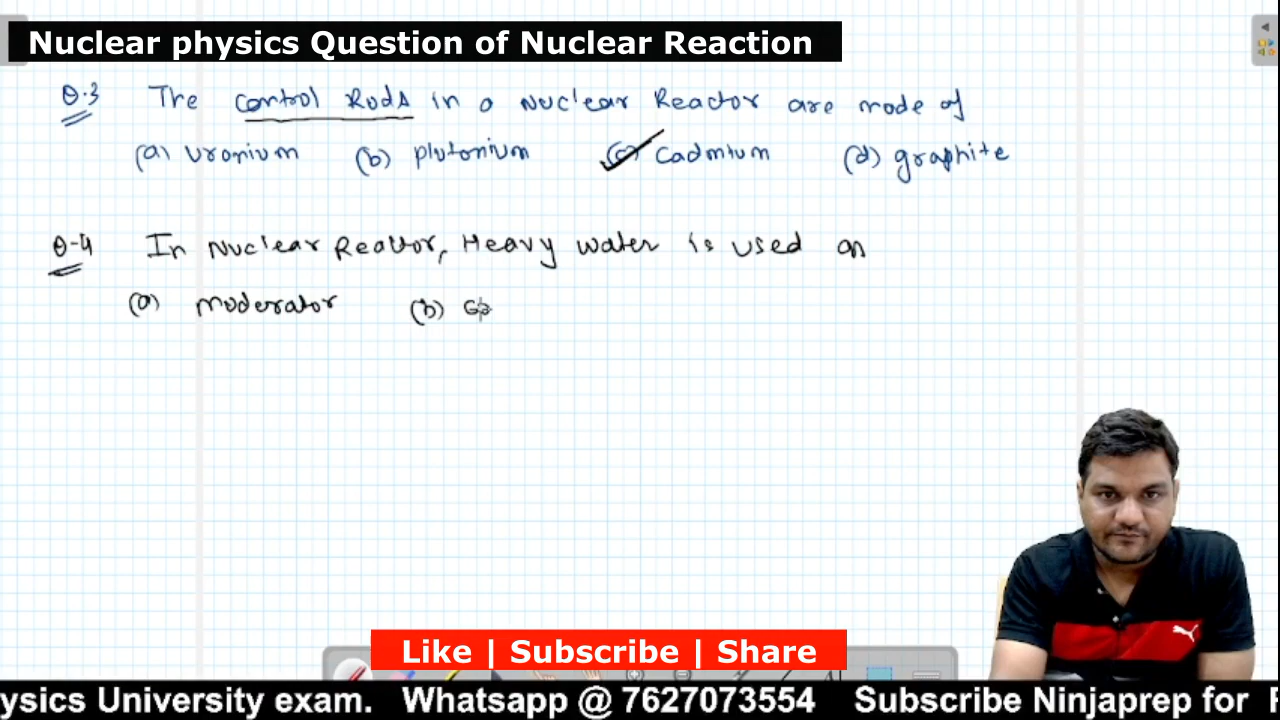 Nuclear physics Question of Nuclear Reaction
Q.3 The control Rods in a Nuclear Reactor are mode of
(a) uronium (b) plutonium (c) cadmium (d) graphite
Q-4 In Nuclear Reactor, Heavy water is used as
(a) moderator (b)
Like | Subscribe | Share
ysics University exam. Whatsapp @ 7627073554 Subscribe Ninjaprep for P